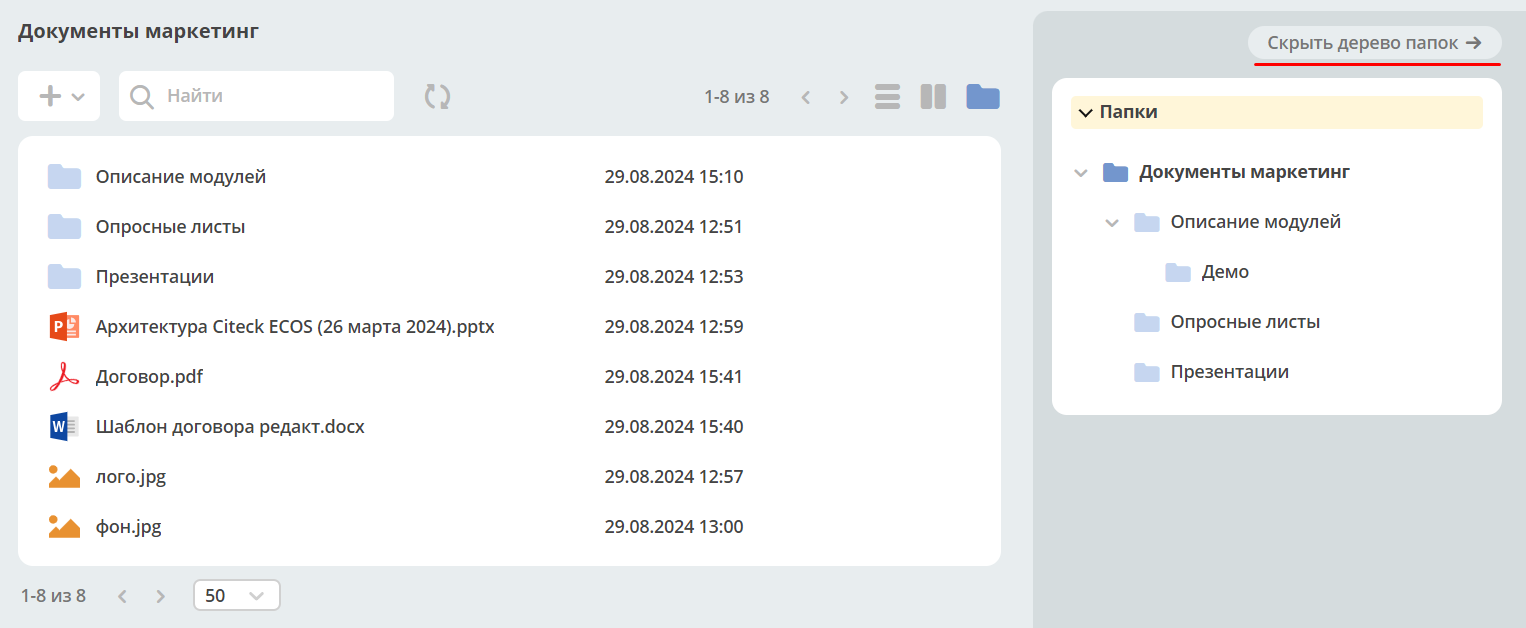 Документы маркетинг
Скрыть дерево папок →
Найти
1-8 из 8
Папки
Описание модулей 29.08.2024 15:10
Опросные листы 29.08.2024 12:51
Презентации 29.08.2024 12:53
Архитектура Citeck ECOS (26 марта 2024).pptx 29.08.2024 12:59
Договор.pdf 29.08.2024 15:41
Шаблон договора редакт.docx 29.08.2024 15:40
лого.jpg 29.08.2024 12:57
фон.jpg 29.08.2024 13:00
1-8 из 8
50
Документы маркетинг
Описание модулей
Демо
Опросные листы
Презентации